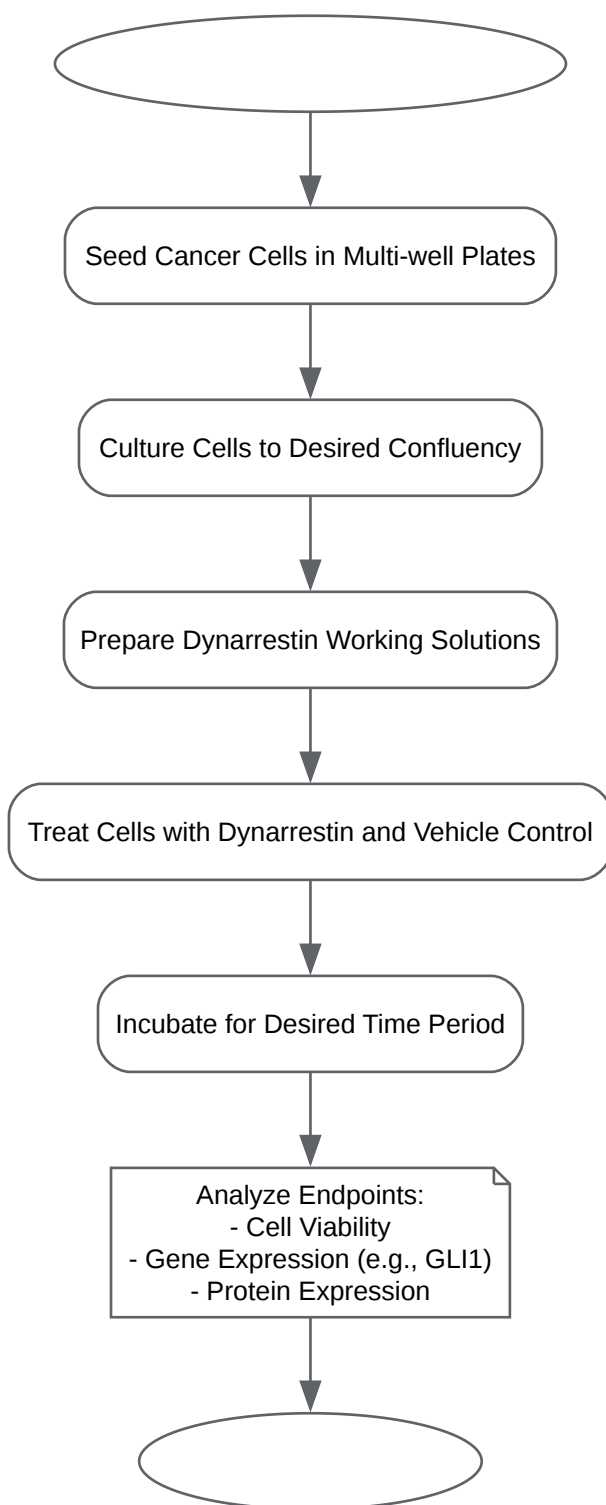 Seed Cancer Cells in Multi-well Plates
Culture Cells to Desired Confluency
Prepare Dynarrestin Working Solutions
Treat Cells with Dynarrestin and Vehicle Control
Incubate for Desired Time Period
Analyze Endpoints:
- Cell Viability
- Gene Expression (e.g., GLI1)
- Protein Expression